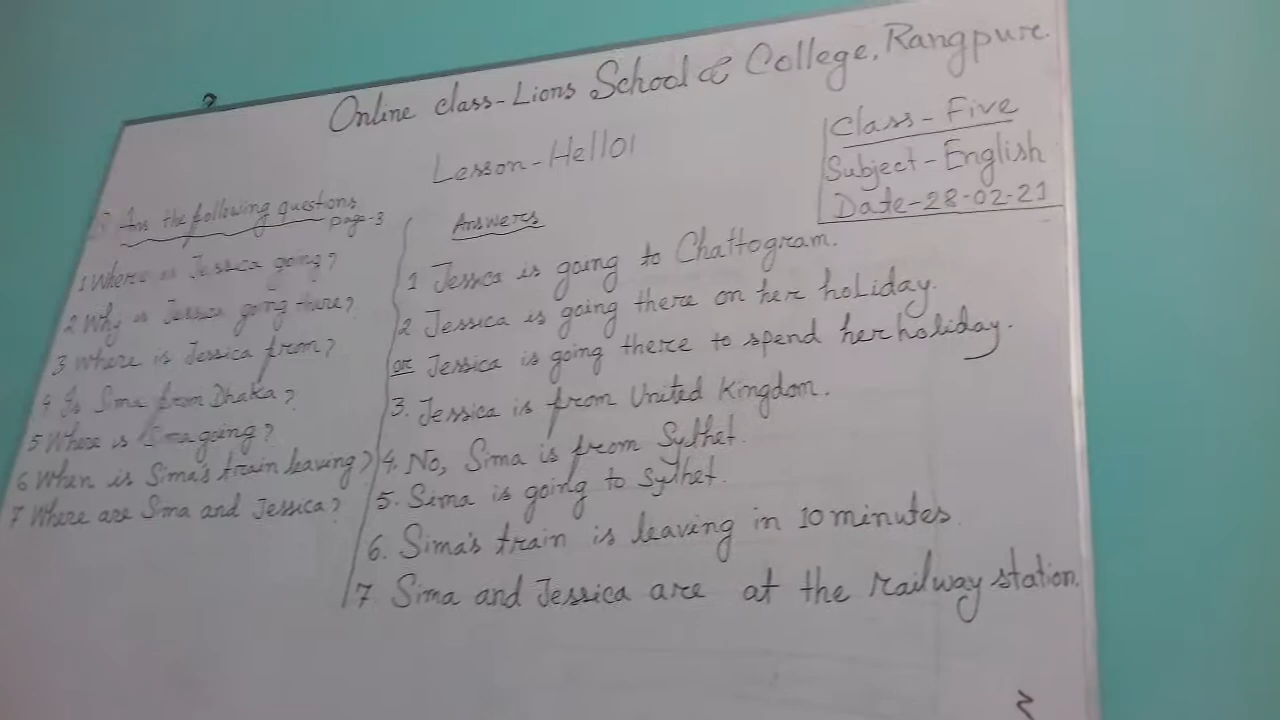 Online class-Lions School & College, Rangpur.
Lesson-Hello!
Class-Five
Subject-English
Date-28-02-21
Ans the following questions
page-3
1 Where is Jessica going?
2 Why is Jessica going there?
3 Where is Jessica from?
4 Is Sima from Dhaka?
5 Where is Sima going?
6 When is Sima's train leaving?
7 Where are Sima and Jessica?
Answers
1 Jessica is going to Chattogram.
2 Jessica is going there on her holiday.
or Jessica is going there to spend her holiday.
3. Jessica is from United Kingdom.
4. No, Sima is from Sylhet.
5. Sima is going to Sylhet.
6. Sima's train is leaving in 10 minutes.
7. Sima and Jessica are at the railway station.